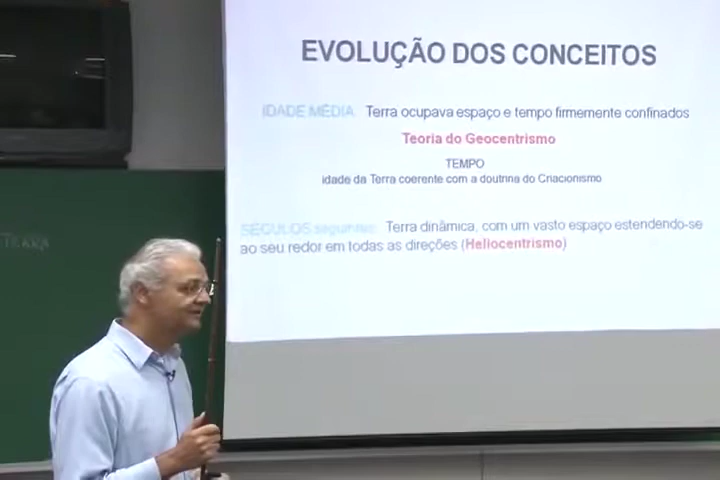 EVOLUÇÃO DOS CONCEITOS
IDADE MÉDIA: Terra ocupava espaço e tempo firmemente confinados
Teoria do Geocentrismo
TEMPO
idade da Terra coerente com a doutrina do Criacionismo
SÉCULOS seguintes: Terra dinâmica, com um vasto espaço estendendo-se
ao seu redor em todas as direções (Heliocentrismo)
TERRA